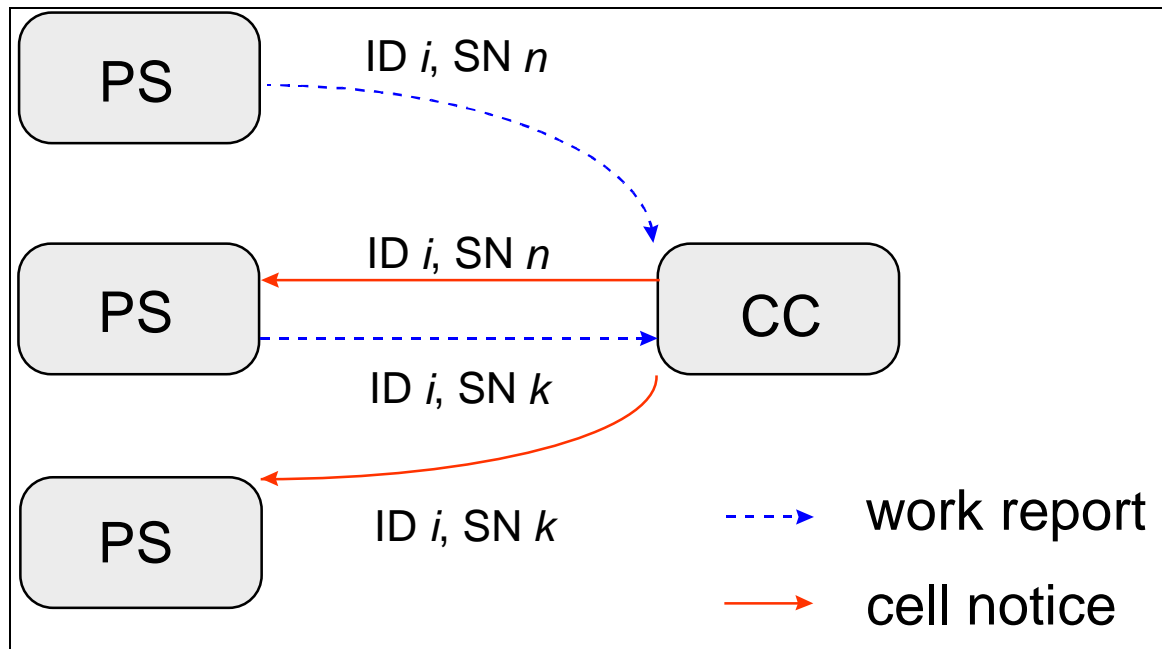 PS
ID i, SN n
PS
ID i, SN n
CC
ID i, SN k
PS
ID i, SN k
work report
cell notice